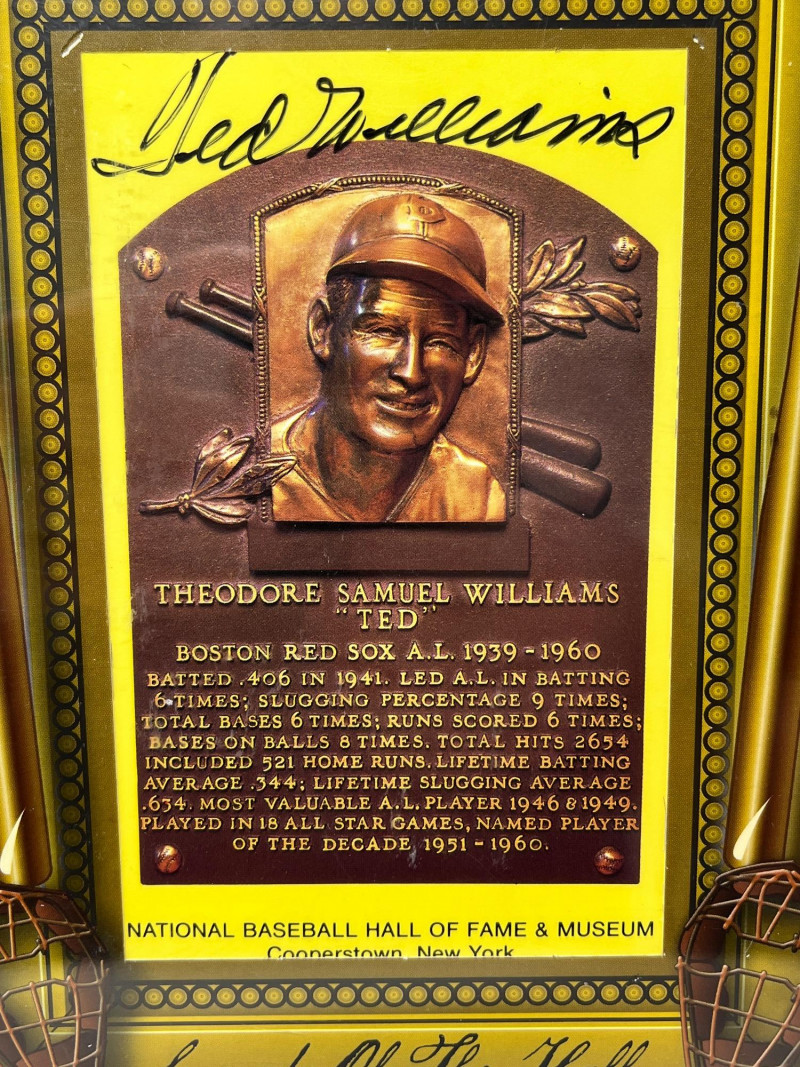 Ted Williams
THEODORE SAMUEL WILLIAMS
"TED"
BOSTON RED SOX A.L. 1939 - 1960
BATTED .406 IN 1941. LED A.L. IN BATTING
6 TIMES; SLUGGING PERCENTAGE 9 TIMES;
TOTAL BASES 6 TIMES; RUNS SCORED 6 TIMES;
BASES ON BALLS 8 TIMES. TOTAL HITS 2654
INCLUDED 521 HOME RUNS. LIFETIME BATTING
AVERAGE .344; LIFETIME SLUGGING AVERAGE
.634. MOST VALUABLE A.L. PLAYER 1946 & 1949.
PLAYED IN 18 ALL STAR GAMES, NAMED PLAYER
OF THE DECADE 1951 - 1960.
NATIONAL BASEBALL HALL OF FAME & MUSEUM
Cooperstown, New York
Of The Hall